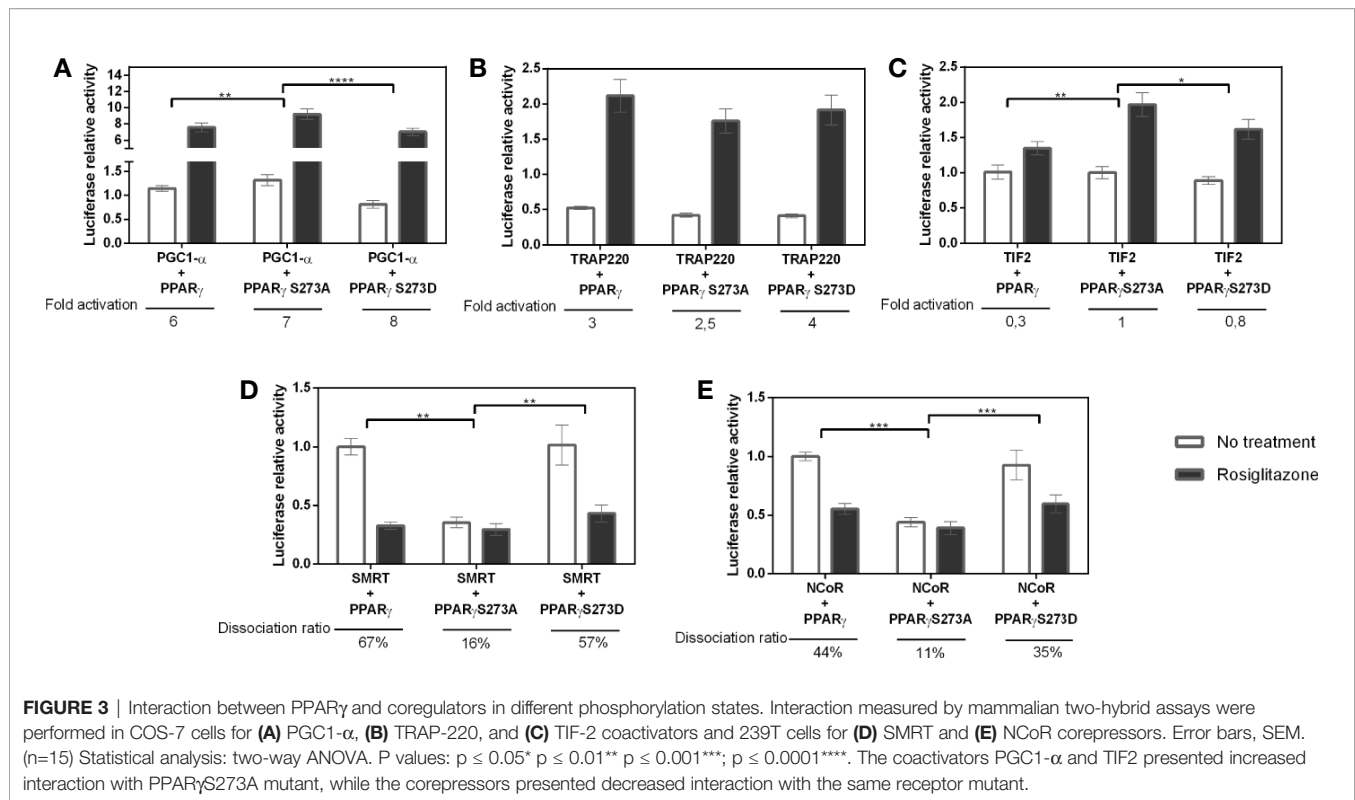 A
Luciferase relative activity
14
12
10
8
6
1.5
1.0
0.5
0.0
**
****
PGC1-α + PPARγ
PGC1-α + PPARγ S273A
PGC1-α + PPARγ S273D
Fold activation
6
7
8
B
Luciferase relative activity
2.5
2.0
1.5
1.0
0.5
0.0
TRAP220 + PPARγ
TRAP220 + PPARγ S273A
TRAP220 + PPARγ S273D
Fold activation
3
2,5
4
C
Luciferase relative activity
2.5
2.0
1.5
1.0
0.5
0.0
**
*
TIF2 + PPARγ
TIF2 + PPARγS273A
TIF2 + PPARγS273D
Fold activation
0,3
1
0,8
D
Luciferase relative activity
1.5
1.0
0.5
0.0
**
**
SMRT + PPARγ
SMRT + PPARγS273A
SMRT + PPARγS273D
Dissociation ratio
67%
16%
57%
E
Luciferase relative activity
1.5
1.0
0.5
0.0
***
***
NCoR + PPARγ
NCoR + PPARγS273A
NCoR + PPARγS273D
Dissociation ratio
44%
11%
35%
No treatment
Rosiglitazone
FIGURE 3 | Interaction between PPARγ and coregulators in different phosphorylation states. Interaction measured by mammalian two-hybrid assays were
performed in COS-7 cells for (A) PGC1-α, (B) TRAP-220, and (C) TIF-2 coactivators and 239T cells for (D) SMRT and (E) NCoR corepressors. Error bars, SEM.
(n=15) Statistical analysis: two-way ANOVA. P values: p ≤ 0.05* p ≤ 0.01** p ≤ 0.001***; p ≤ 0.0001****. The coactivators PGC1-α and TIF2 presented increased
interaction with PPARγS273A mutant, while the corepressors presented decreased interaction with the same receptor mutant.